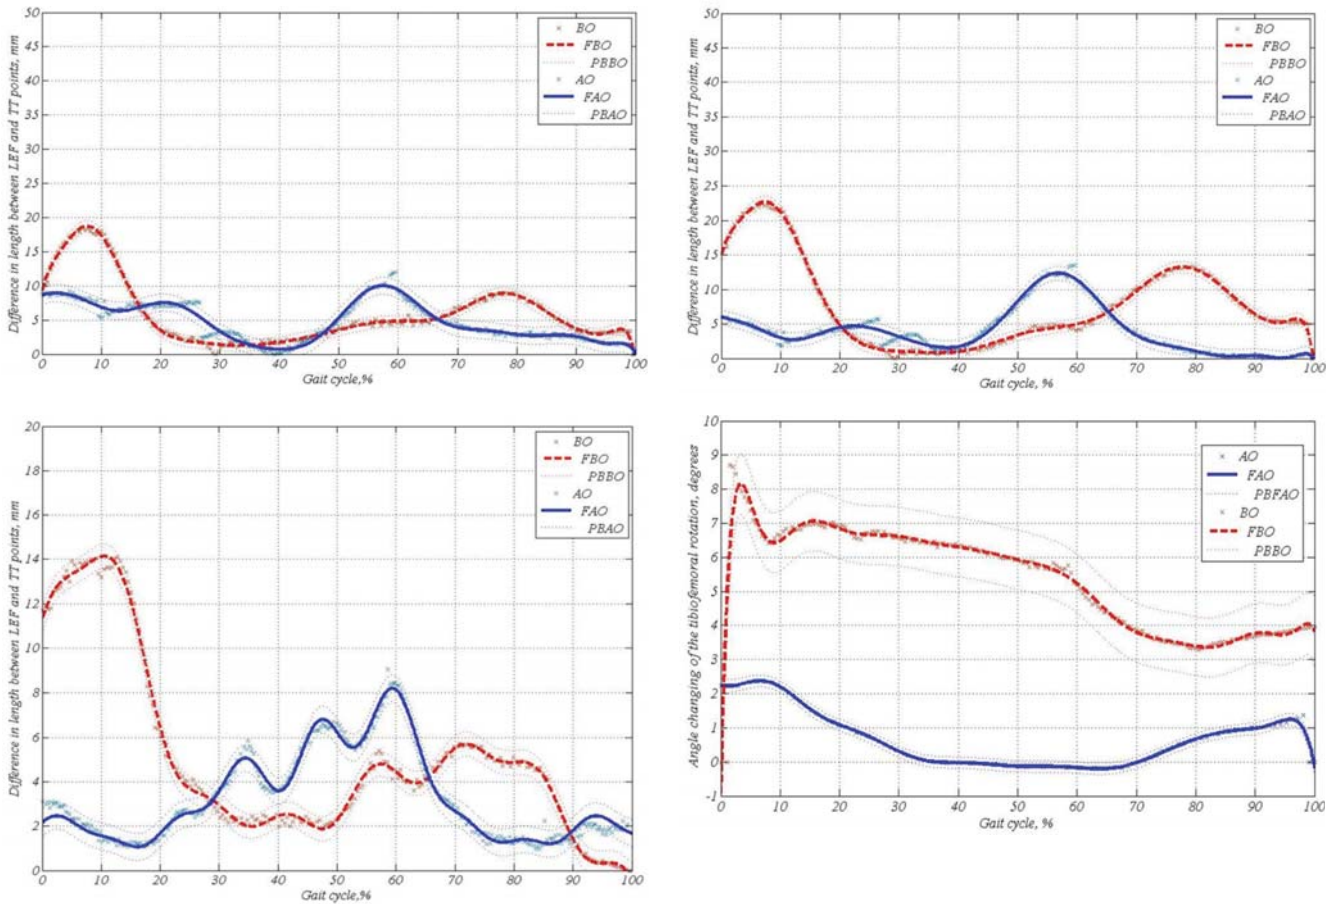 Difference in length between LEF and TT points, mm
50
45
40
35
30
25
20
15
10
5
0
BO
FBO
PBBO
AO
FAO
PBAO
0 10 20 30 40 50 60 70 80 90 100
Gait cycle,%
Difference in length between LEF and TT points, mm
50
45
40
35
30
25
20
15
10
5
0
BO
FBO
PBBO
AO
FAO
PBAO
0 10 20 30 40 50 60 70 80 90 100
Gait cycle, %
Difference in length between LEF and TT points, mm
20
18
16
14
12
10
8
6
4
2
0
BO
FBO
PBBO
AO
FAO
PBAO
0 10 20 30 40 50 60 70 80 90 100
Gait cycle,%
Angle changing of the tibiofemoral rotation, degrees
10
9
8
7
6
5
4
3
2
1
0
-1
AO
FAO
PBFAO
BO
FBO
PBBO
0 10 20 30 40 50 60 70 80 90 100
Gait cycle, %